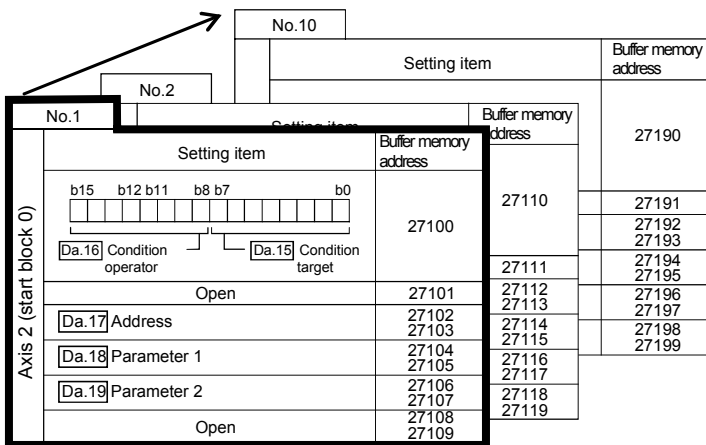 No.10
Setting item
Buffer memory
address
27190
27191
27192
27193
27194
27195
27196
27197
27198
27199
No.2
Setting item
Buffer memory
address
27110
27111
27112
27113
27114
27115
27116
27117
27118
27119
No.1
Axis 2 (start block 0)
Setting item
Buffer memory
address
b15 b12 b11 b8 b7 b0
Da.16 Condition
operator
Da.15 Condition
target
27100
Open 27101
Da.17 Address
27102
27103
Da.18 Parameter 1
27104
27105
Da.19 Parameter 2
27106
27107
Open
27108
27109